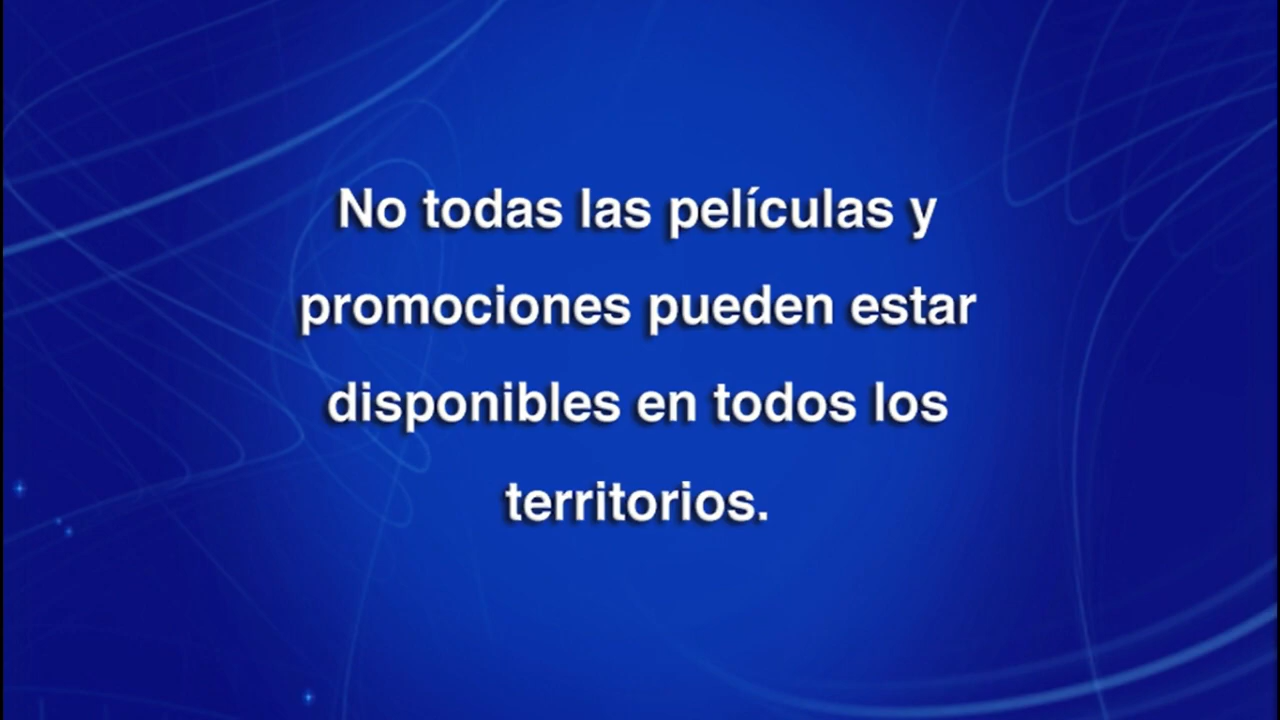 No todas las películas y
promociones pueden estar
disponibles en todos los
territorios.